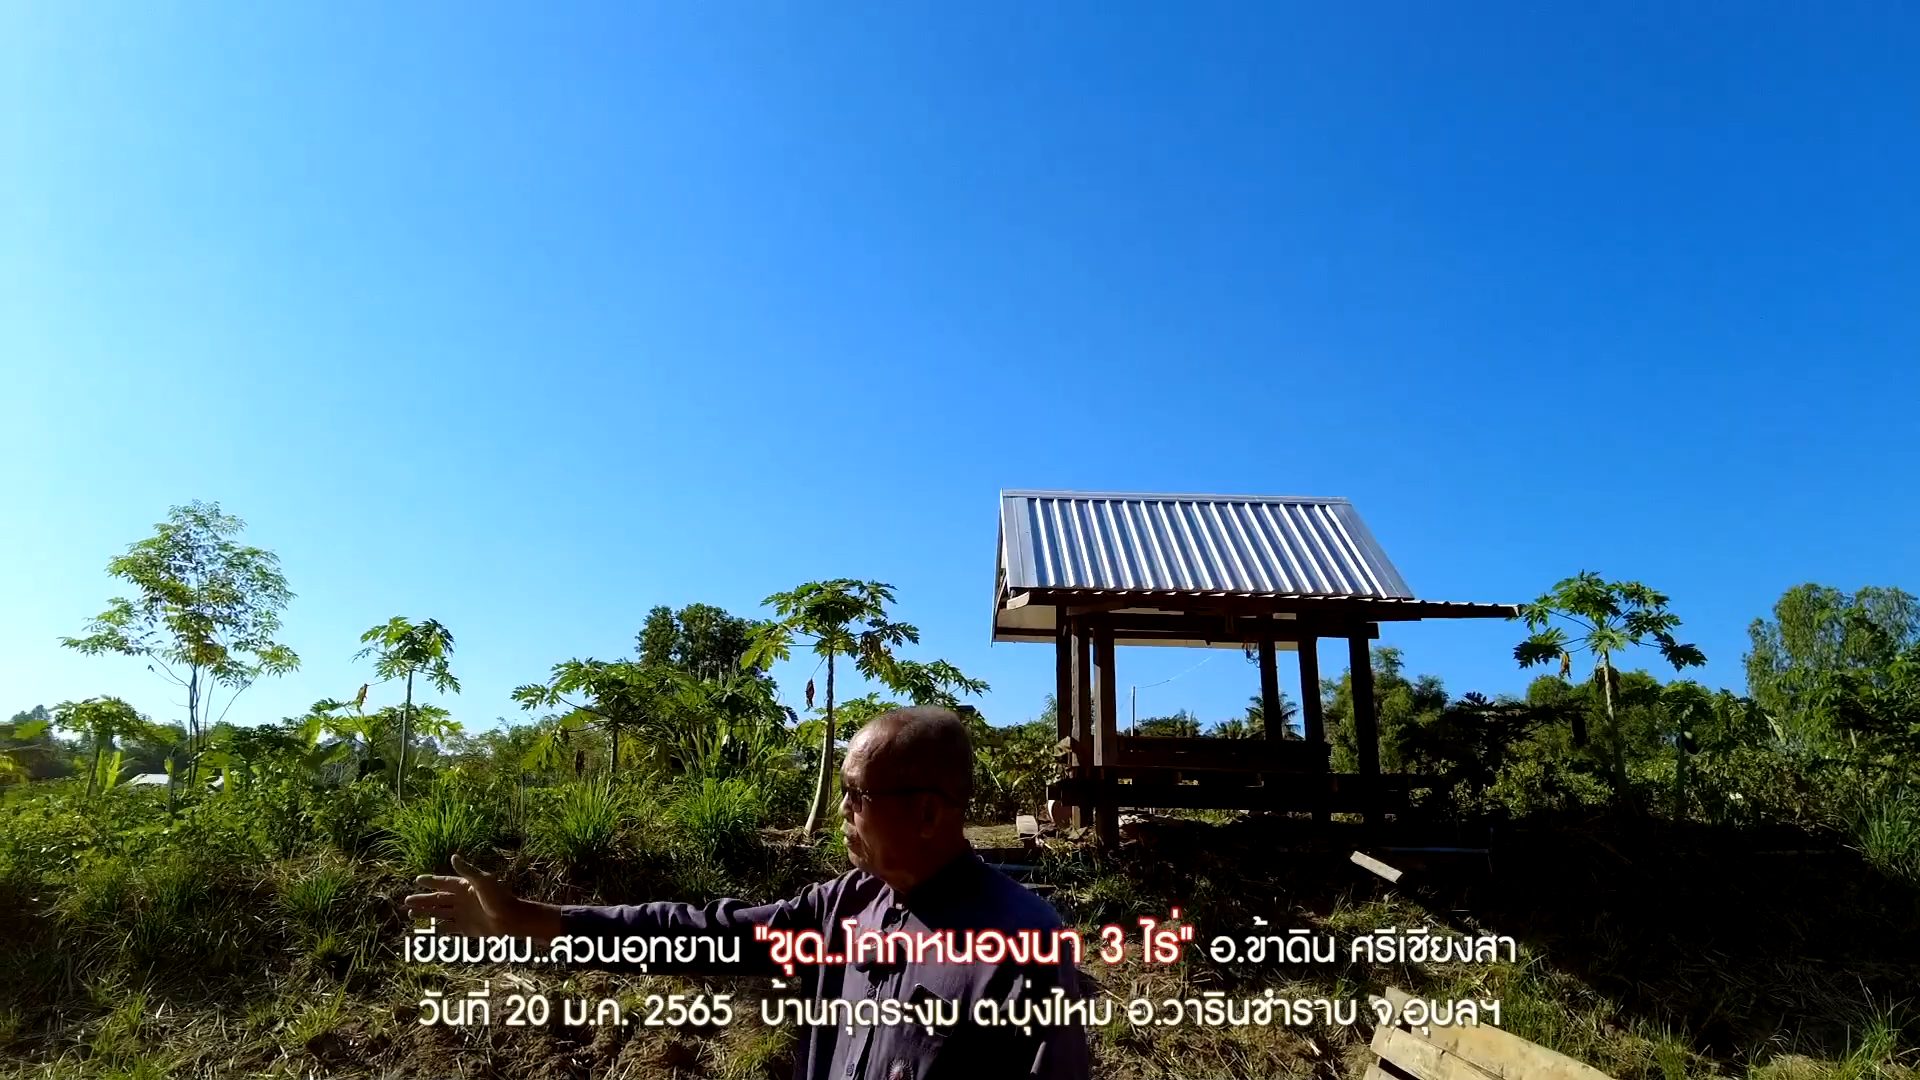 เยี่ยมชม..สวนอุทยาน "ขุด..โคกหนองนา 3 ไร่" อ.ข้าดิน ศรีเชียงสา
วันที่ 20 ม.ค. 2565 บ้านกุดระงุม ต.บุ่งไหม อ.วารินชำราบ จ.อุบลฯ